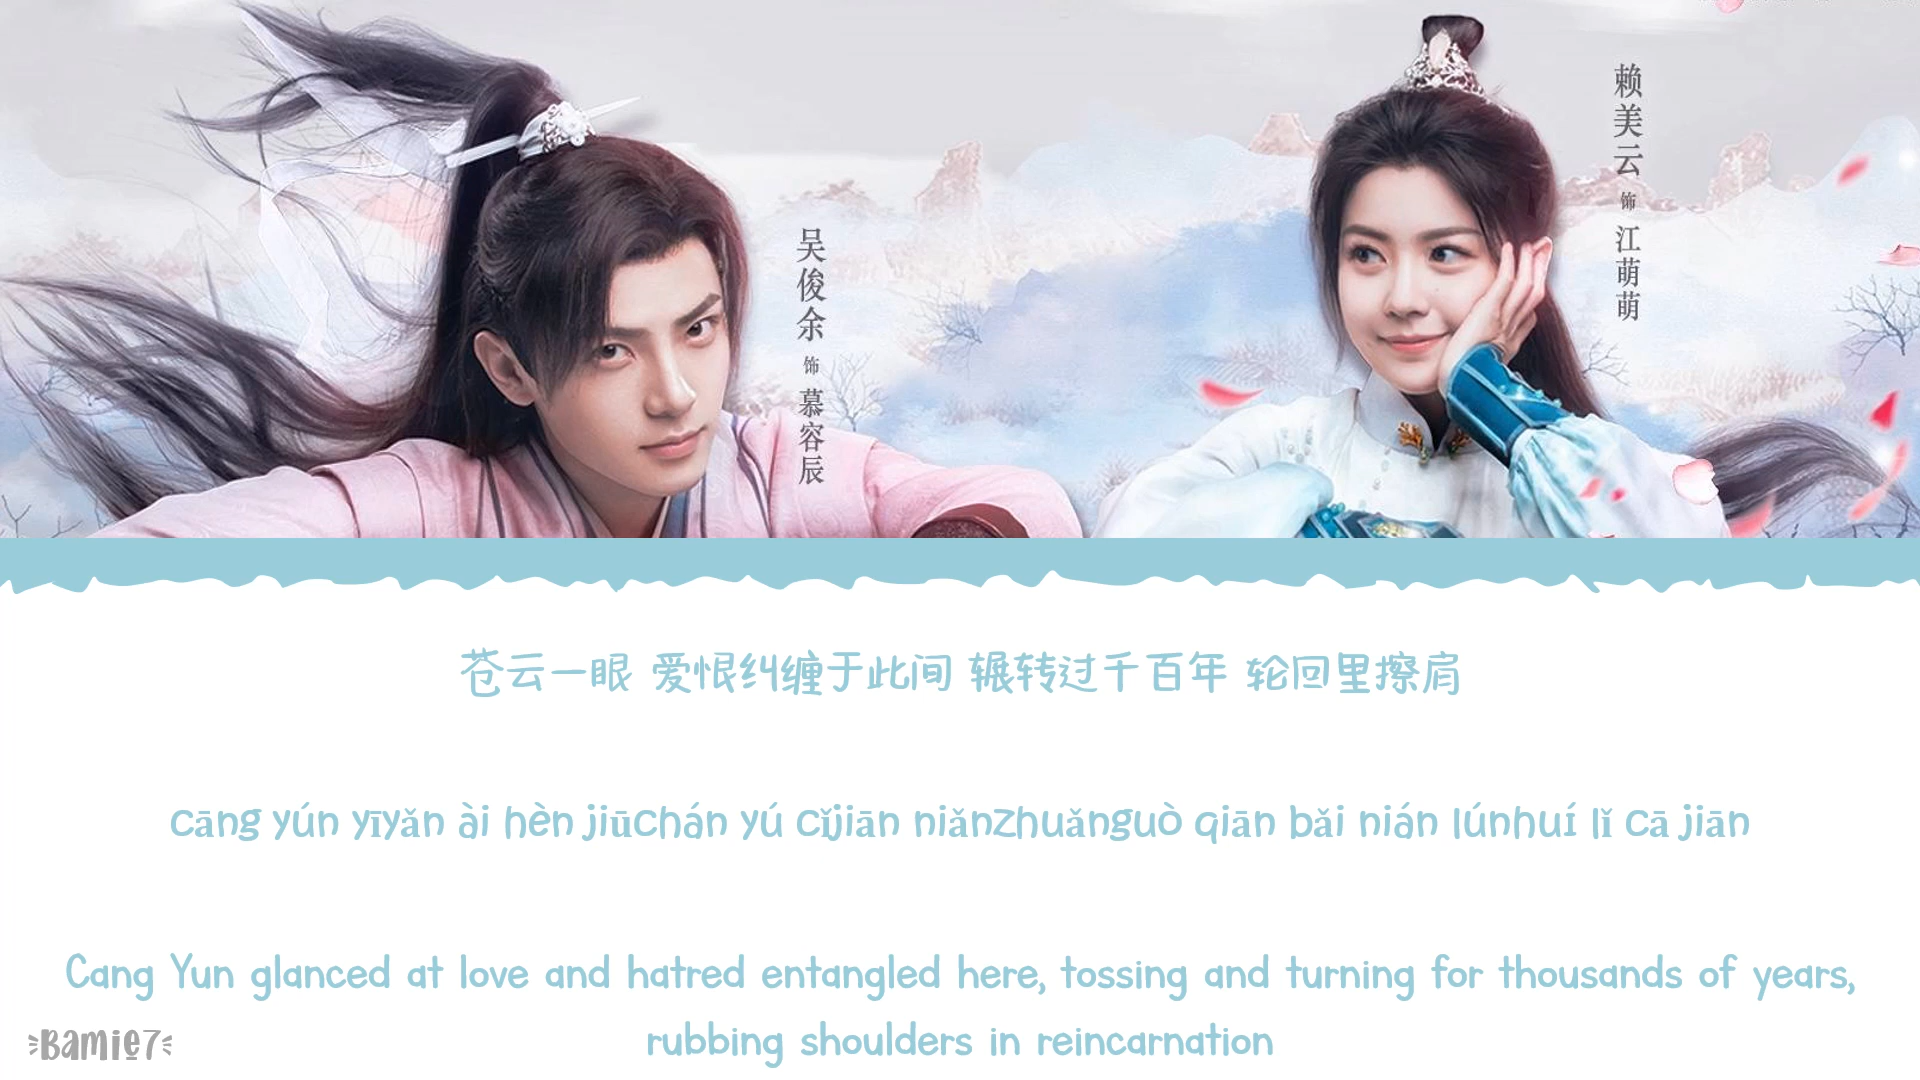 吴俊余 饰 慕容辰
赖美云 饰 江萌萌
苍云一眼 爱恨纠缠于此间 辗转过千百年 轮回里擦肩
cāng yún yīyǎn ài hèn jiūchán yú cǐjiān niǎnzhuǎnguò qiān bǎi nián lúnhuí lǐ cā jiān
Cang Yun glanced at love and hatred entangled here, tossing and turning for thousands of years,
rubbing shoulders in reincarnation
Bamie7